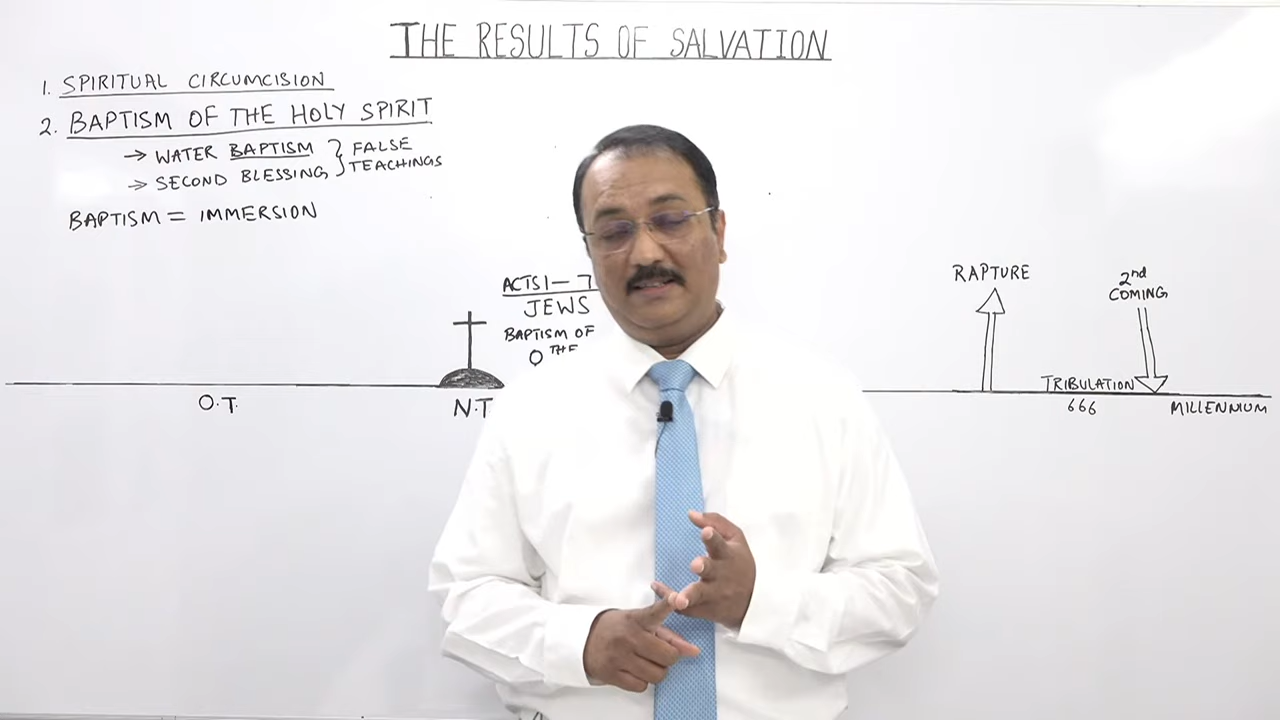 THE RESULTS OF SALVATION
1. SPIRITUAL CIRCUMCISION
2. BAPTISM OF THE HOLY SPIRIT
→ WATER BAPTISM } FALSE
→ SECOND BLESSING } TEACHINGS
BAPTISM = IMMERSION
ACTS 1 - 7
JEWS
BAPTISM OF
THE
O.T.
N.T
RAPTURE
2nd
COMING
TRIBULATION
666
MILLENNIUM